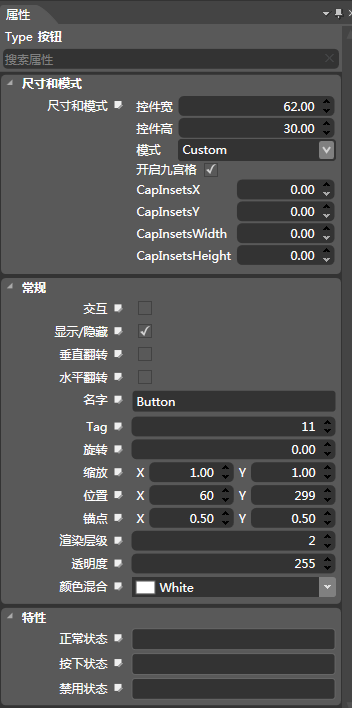 属性
Type 按钮
搜索属性
尺寸和模式
尺寸和模式 控件宽 62.00
控件高 30.00
模式 Custom
开启九宫格
CapInsetsX 0.00
CapInsetsY 0.00
CapInsetsWidth 0.00
CapInsetsHeight 0.00
常规
交互
显示/隐藏
垂直翻转
水平翻转
名字 Button
Tag 11
旋转 0.00
缩放 X 1.00 Y 1.00
位置 X 60 Y 299
锚点 X 0.50 Y 0.50
渲染层级 2
透明度 255
颜色混合 White
特性
正常状态
按下状态
禁用状态